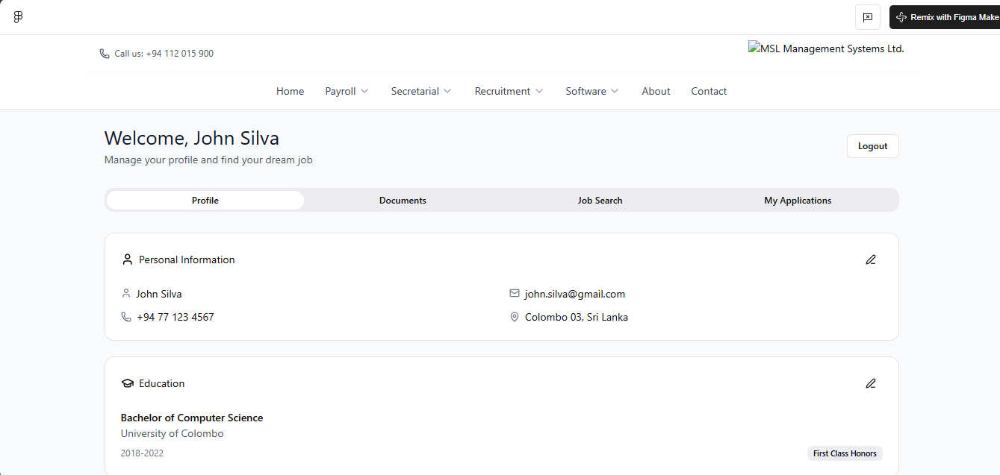 Remix with Figma Make
Call us: +94 112 015 900
MSL Management Systems Ltd.
Home Payroll Secretarial Recruitment Software About Contact
Welcome, John Silva
Manage your profile and find your dream job
Logout
Profile Documents Job Search My Applications
Personal Information
John Silva john.silva@gmail.com
+94 77 123 4567 Colombo 03, Sri Lanka
Education
Bachelor of Computer Science
University of Colombo
2018-2022 First Class Honors